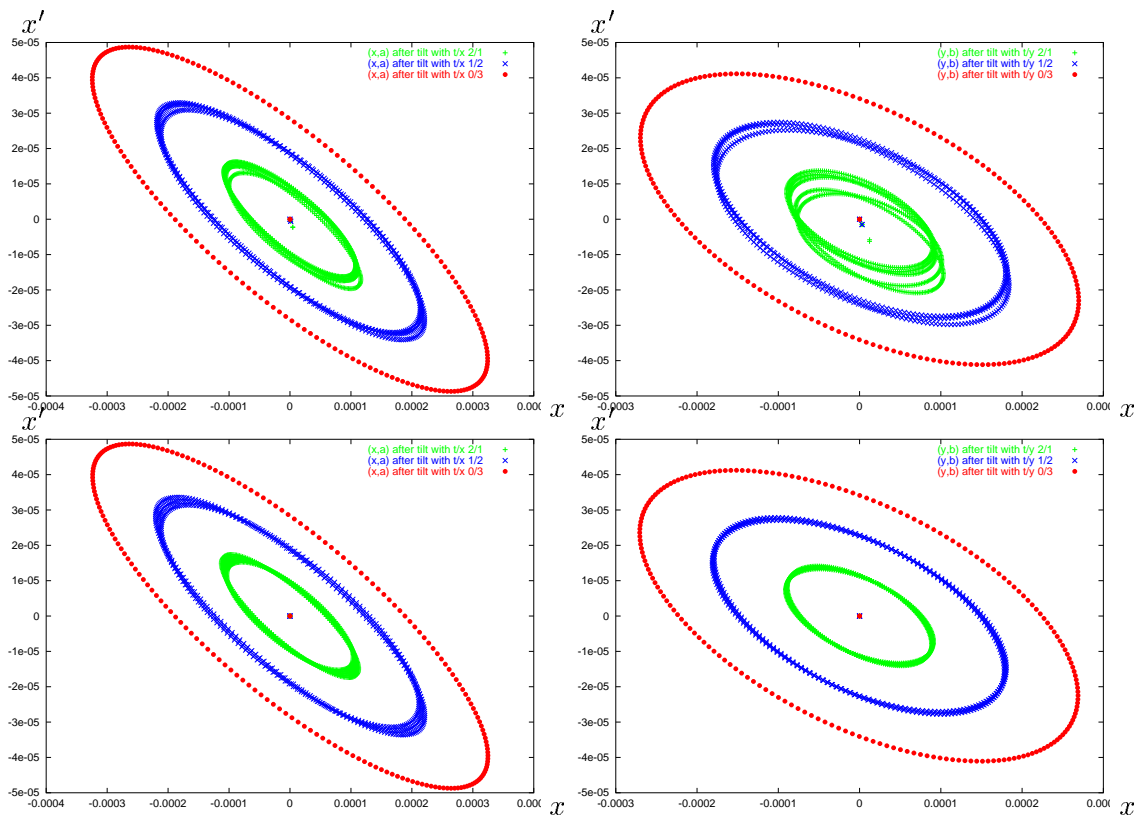 x′
5e-05
4e-05
3e-05
2e-05
1e-05
0
-1e-05
-2e-05
-3e-05
-4e-05
-5e-05
(x,a) after tilt with t/x 2/1
(x,a) after tilt with t/x 1/2
(x,a) after tilt with t/x 0/3
-0.0004 -0.0003 -0.0002 -0.0001 0 0.0001 0.0002 0.0003 0.000
x
x′
5e-05
4e-05
3e-05
2e-05
1e-05
0
-1e-05
-2e-05
-3e-05
-4e-05
-5e-05
(y,b) after tilt with t/y 2/1
(y,b) after tilt with t/y 1/2
(y,b) after tilt with t/y 0/3
-0.0003 -0.0002 -0.0001 0 0.0001 0.0002 0.000
x
x′
5e-05
4e-05
3e-05
2e-05
1e-05
0
-1e-05
-2e-05
-3e-05
-4e-05
-5e-05
(x,a) after tilt with t/x 2/1
(x,a) after tilt with t/x 1/2
(x,a) after tilt with t/x 0/3
-0.0004 -0.0003 -0.0002 -0.0001 0 0.0001 0.0002 0.0003 0.000
x
x′
5e-05
4e-05
3e-05
2e-05
1e-05
0
-1e-05
-2e-05
-3e-05
-4e-05
-5e-05
(y,b) after tilt with t/y 2/1
(y,b) after tilt with t/y 1/2
(y,b) after tilt with t/y 0/3
-0.0003 -0.0002 -0.0001 0 0.0001 0.0002 0.000
x